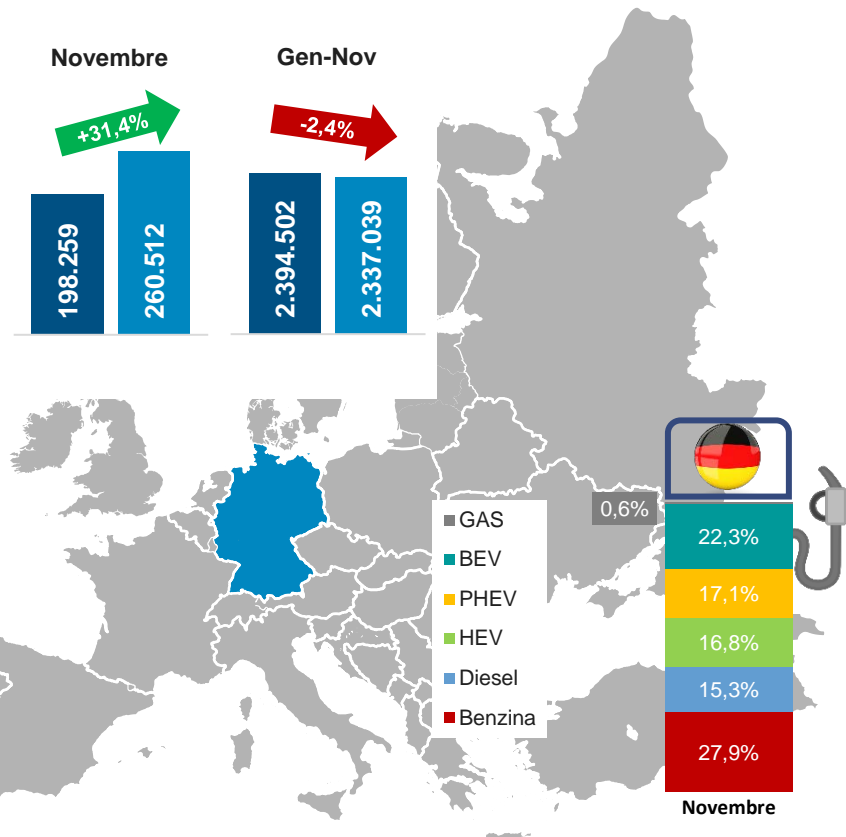 Novembre
Gen-Nov
+31,4%
-2,4%
198.259
260.512
2.394.502
2.337.039
GAS
BEV
PHEV
HEV
Diesel
Benzina
0,6%
22,3%
17,1%
16,8%
15,3%
27,9%
Novembre